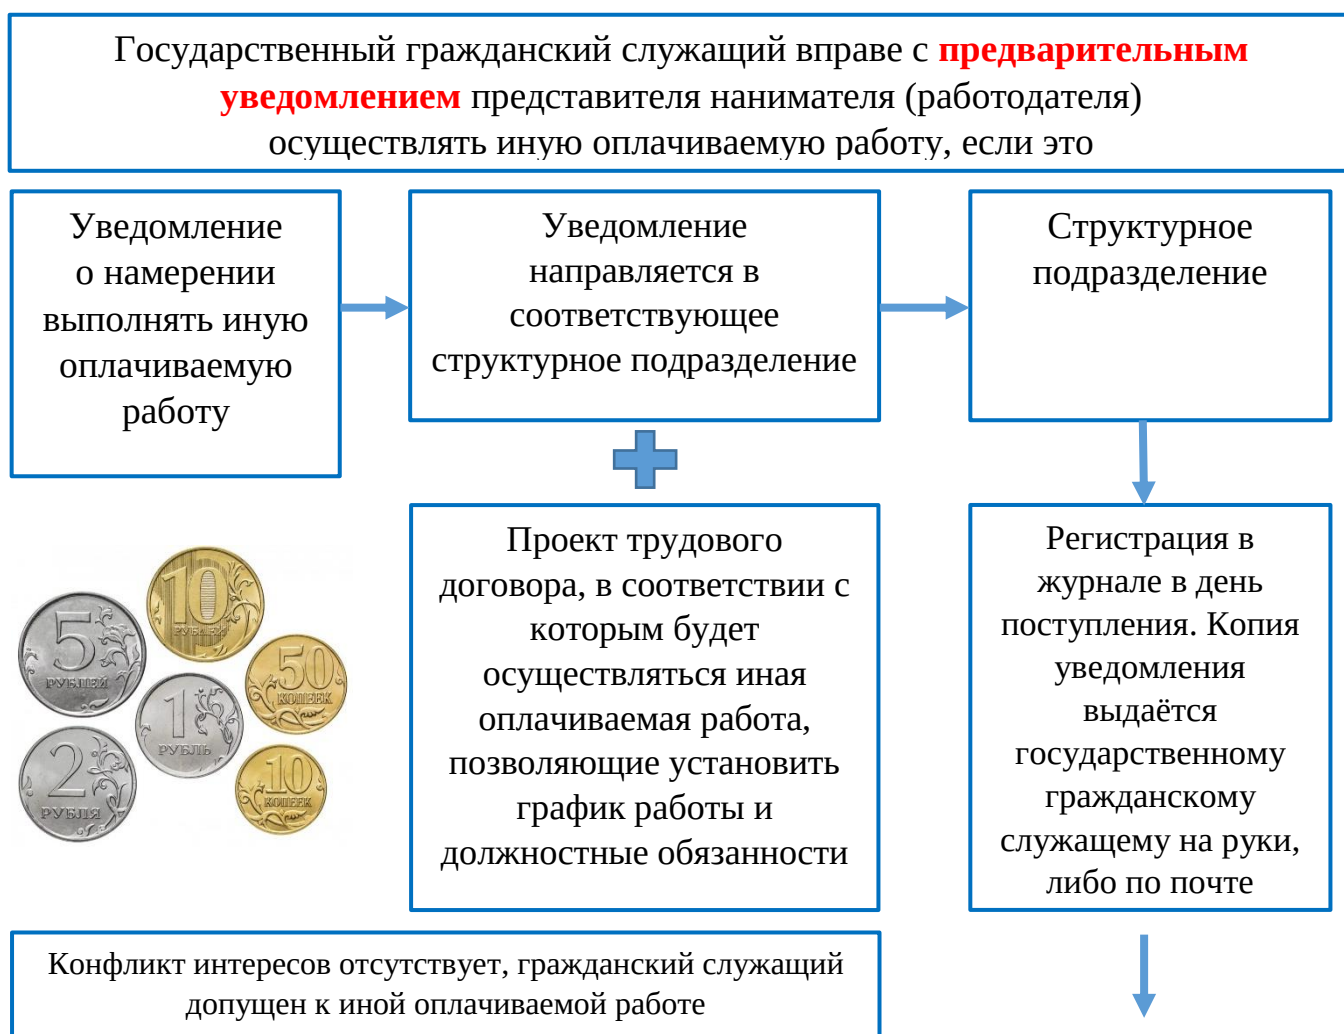 Государственный гражданский служащий вправе с предварительным
уведомлением представителя нанимателя (работодателя)
осуществлять иную оплачиваемую работу, если это
Уведомление
о намерении
выполнять иную
оплачиваемую
работу
Уведомление
направляется в
соответствующее
структурное подразделение
Структурное
подразделение
Проект трудового
договора, в соответствии с
которым будет
осуществляться иная
оплачиваемая работа,
позволяющие установить
график работы и
должностные обязанности
Регистрация в
журнале в день
поступления. Копия
уведомления
выдаётся
государственному
гражданскому
служащему на руки,
либо по почте
10
РУБЛЕЙ
5
РУБЛЕЙ
50
КОПЕЕК
1
РУБЛЬ
2
РУБЛЯ
10
КОПЕЕК
Конфликт интересов отсутствует, гражданский служащий
допущен к иной оплачиваемой работе